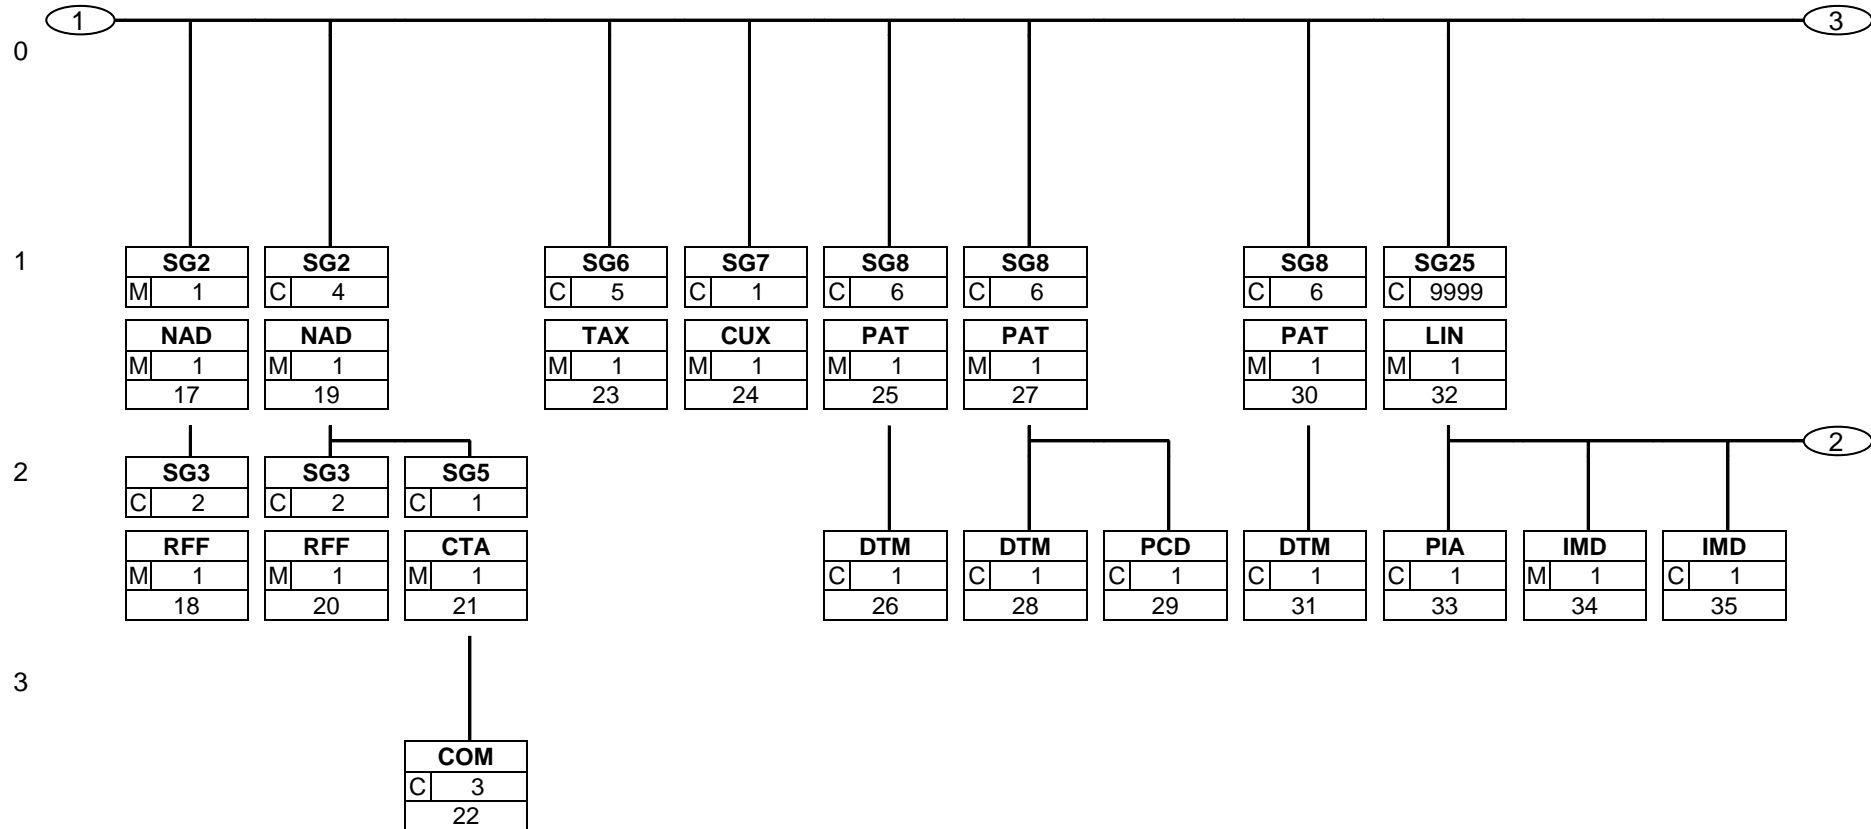 1 3
0
1
SG2 SG2 SG6 SG7 SG8 SG8 SG8 SG25
M 1 C 4 C 5 C 1 C 6 C 6 C 6 C 9999
NAD NAD TAX CUX PAT PAT PAT LIN
M 1 M 1 M 1 M 1 M 1 M 1 M 1 M 1
17 19 23 24 25 27 30 32
2
2
SG3 SG3 SG5
C 2 C 2 C 1
RFF RFF CTA DTM DTM PCD DTM PIA IMD IMD
M 1 M 1 M 1 C 1 C 1 C 1 C 1 C 1 M 1 C 1
18 20 21 26 28 29 31 33 34 35
3
COM
C 3
22